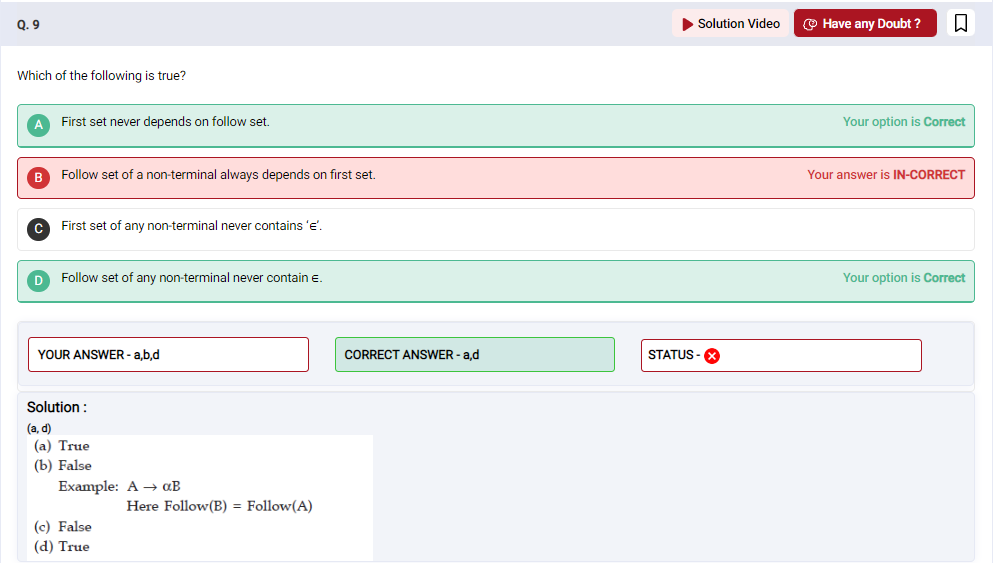 Q. 9
Solution Video
Have any Doubt ?
Which of the following is true?
A
First set never depends on follow set.
Your option is Correct
B
Follow set of a non-terminal always depends on first set.
Your answer is IN-CORRECT
C
First set of any non-terminal never contains ‘ϵ’.
D
Follow set of any non-terminal never contain ϵ.
Your option is Correct
YOUR ANSWER - a,b,d
CORRECT ANSWER - a,d
STATUS -
Solution :
(a, d)
(a) True
(b) False
Example: A → αB
Here Follow(B) = Follow(A)
(c) False
(d) True